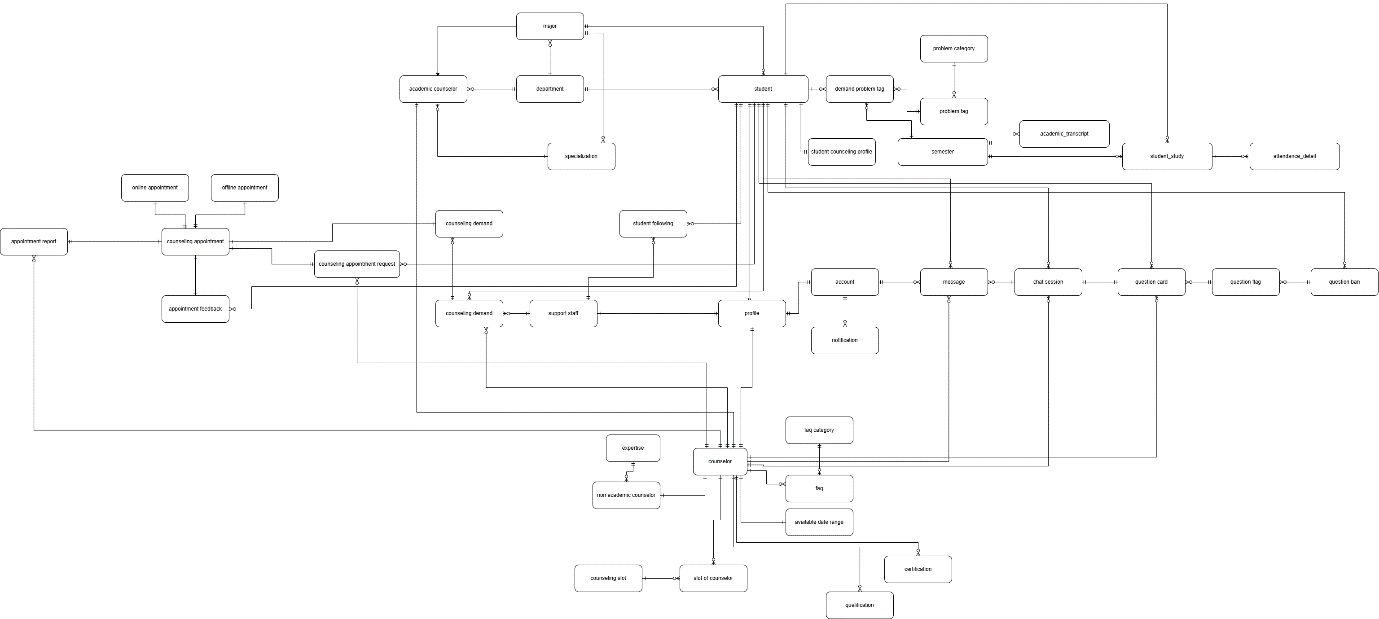 major
problem category
academic counselor
department
student
demand problem tag
problem tag
academic_transcript
specialization
student counseling profile
semester
student_study
attendance_detail
online appointment
offline appointment
counseling demand
student following
appointment report
counseling appointment
counseling appointment request
account
message
chat session
question card
question flag
question ban
appointment feedback
counseling demand
support staff
profile
notification
faq category
expertise
counselor
non academic counselor
faq
available date range
certification
counseling slot
slot of counselor
qualification